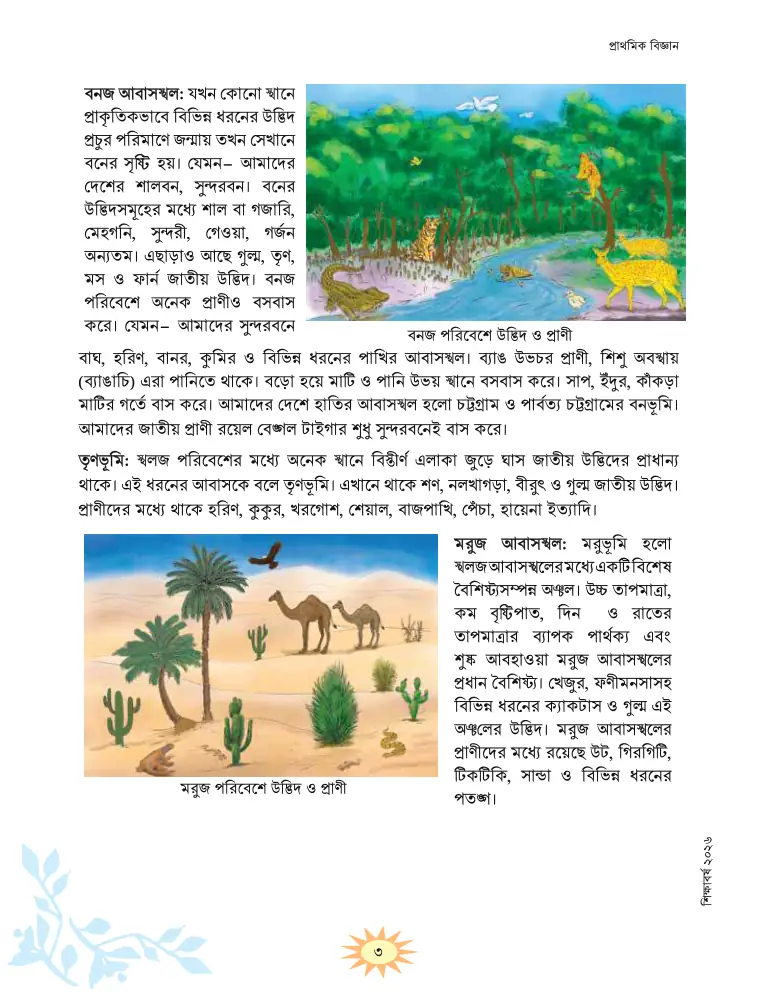 প্রাথমিক বিজ্ঞান
বনজ আবাসস্থল: যখন কোনো স্থানে
প্রাকৃতিকভাবে বিভিন্ন ধরনের উদ্ভিদ
প্রচুর পরিমাণে জন্মায় তখন সেখানে
বনের সৃষ্টি হয়। যেমন– আমাদের
দেশের শালবন, সুন্দরবন। বনের
উদ্ভিদসমূহের মধ্যে শাল বা গজারি,
মেহগনি, সুন্দরী, গেওয়া, গর্জন
অন্যতম। এছাড়াও আছে গুল্ম, তৃণ,
মস ও ফার্ন জাতীয় উদ্ভিদ। বনজ
পরিবেশে অনেক প্রাণীও বসবাস
করে। যেমন– আমাদের সুন্দরবনে
বনজ পরিবেশে উদ্ভিদ ও প্রাণী
বাঘ, হরিণ, বানর, কুমির ও বিভিন্ন ধরনের পাখির আবাসস্থল। ব্যাঙ উভচর প্রাণী, শিশু অবস্থায়
(ব্যাঙাচি) এরা পানিতে থাকে। বড়ো হয়ে মাটি ও পানি উভয় স্থানে বসবাস করে। সাপ, ইঁদুর, কাঁকড়া
মাটির গর্তে বাস করে। আমাদের দেশে হাতির আবাসস্থল হলো চট্টগ্রাম ও পার্বত্য চট্টগ্রামের বনভূমি।
আমাদের জাতীয় প্রাণী রয়েল বেঙ্গল টাইগার শুধু সুন্দরবনেই বাস করে।
তৃণভূমি: স্থলজ পরিবেশের মধ্যে অনেক স্থানে বিস্তীর্ণ এলাকা জুড়ে ঘাস জাতীয় উদ্ভিদের প্রাধান্য
থাকে। এই ধরনের আবাসকে বলে তৃণভূমি। এখানে থাকে শণ, নলখাগড়া, বীরুৎ ও গুল্ম জাতীয় উদ্ভিদ।
প্রাণীদের মধ্যে থাকে হরিণ, কুকুর, খরগোশ, শেয়াল, বাজপাখি, পেঁচা, হায়েনা ইত্যাদি।
মরুজ আবাসস্থল: মরুভূমি হলো
স্থলজ আবাসস্থলের মধ্যে একটি বিশেষ
বৈশিষ্ট্যসম্পন্ন অঞ্চল। উচ্চ তাপমাত্রা,
কম বৃষ্টিপাত, দিন ও রাতের
তাপমাত্রার ব্যাপক পার্থক্য এবং
শুষ্ক আবহাওয়া মরুজ আবাসস্থলের
প্রধান বৈশিষ্ট্য। খেজুর, ফণীমনসাসহ
বিভিন্ন ধরনের ক্যাকটাস ও গুল্ম এই
অঞ্চলের উদ্ভিদ। মরুজ আবাসস্থলের
প্রাণীদের মধ্যে রয়েছে উট, গিরগিটি,
টিকটিকি, সান্ডা ও বিভিন্ন ধরনের
পতঙ্গ।
মরুজ পরিবেশে উদ্ভিদ ও প্রাণী
শিক্ষাবর্ষ ২০২৬
৩